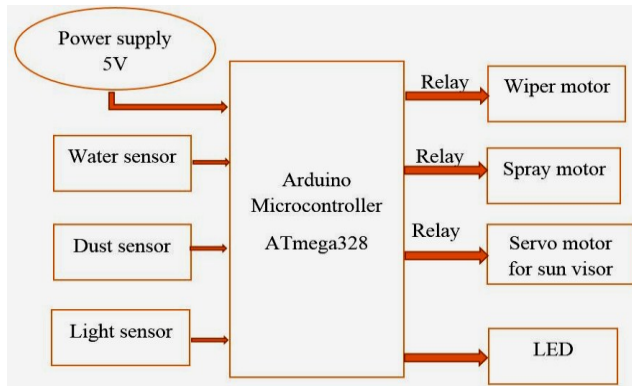 Power supply
5V
Water sensor
Dust sensor
Light sensor
Arduino
Microcontroller
ATmega328
Relay
Wiper motor
Relay
Spray motor
Relay
Servo motor
for sun visor
LED